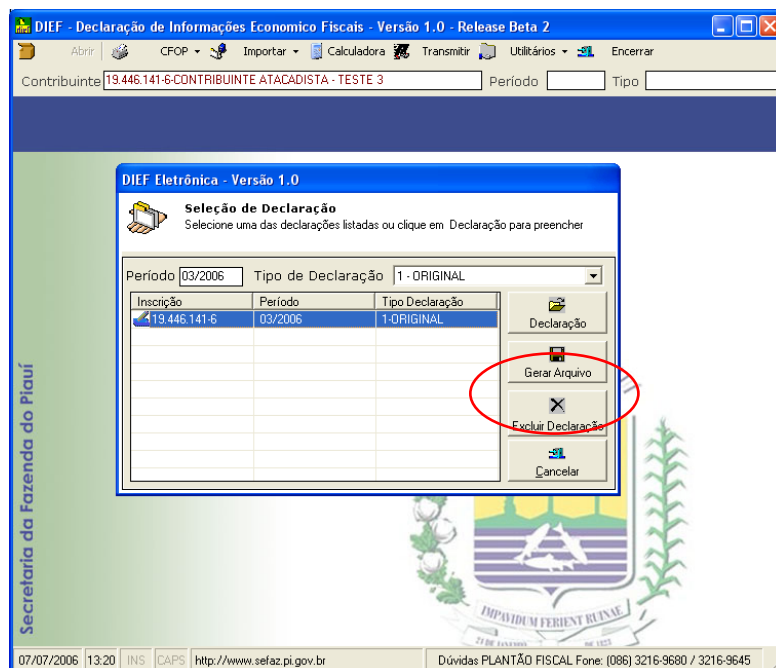 DIEF - Declaração de Informações Economico Fiscais - Versão 1.0 - Release Beta 2
Abrir CFOP Importar Calculadora Transmitir Utilitários Encerrar
Contribuinte 19.446.141-6-CONTRIBUINTE ATACADISTA - TESTE 3 Período Tipo
DIEF Eletrônica - Versão 1.0
Seleção de Declaração
Selecione uma das declarações listadas ou clique em Declaração para preencher
Período 03/2006 Tipo de Declaração 1 - ORIGINAL
Inscrição Período Tipo Declaração
19.446.141-6 03/2006 1-ORIGINAL
Declaração
Gerar Arquivo
Excluir Declaração
Cancelar
Secretaria da Fazenda do Piauí
IMPAVIDUM FERIENT RUINAE
07/07/2006 13:20 INS CAPS http://www.sefaz.pi.gov.br Dúvidas PLANTÃO FISCAL Fone: (086) 3216-9680 / 3216-9645